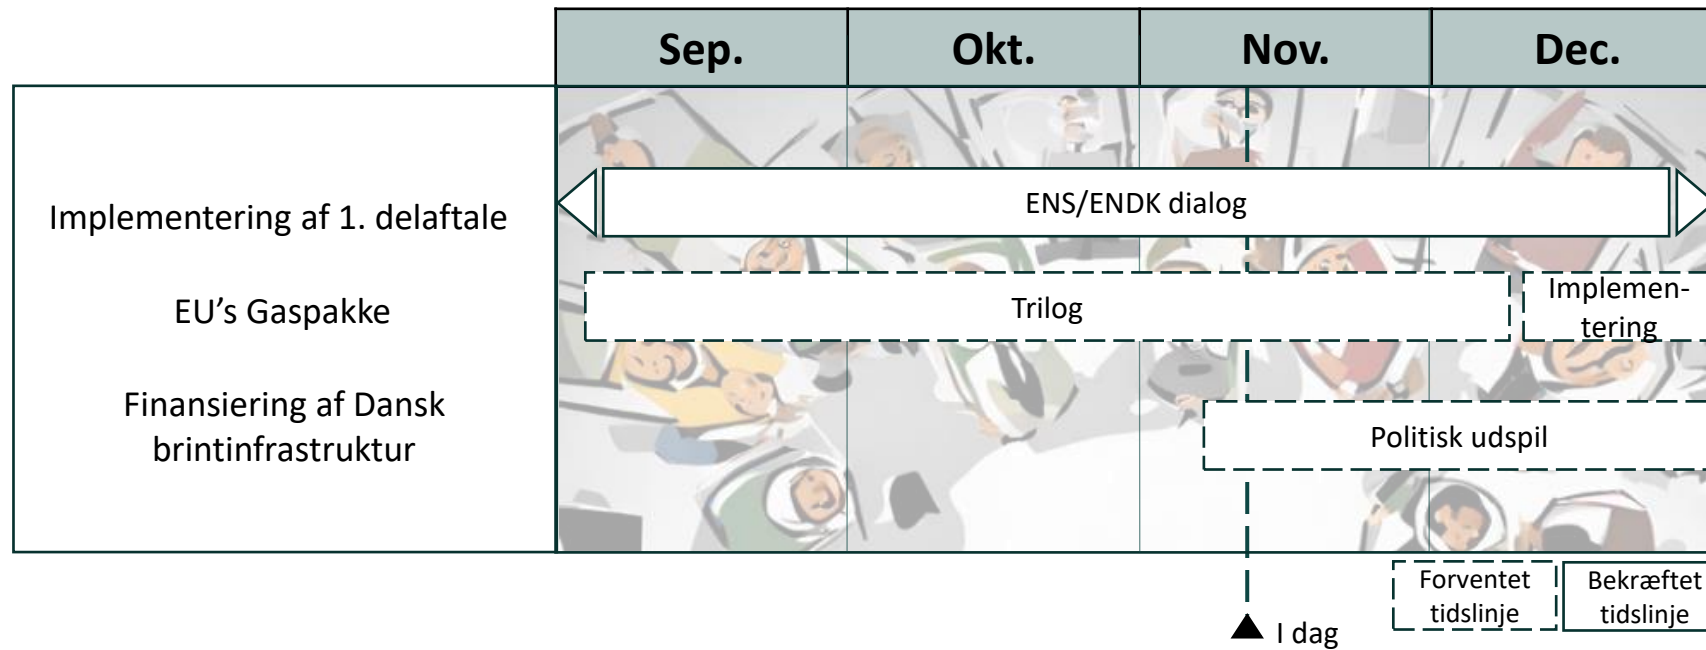 Sep. Okt. Nov. Dec.
Implementering af 1. delaftale
ENS/ENDK dialog
EU's Gaspakke
Trilog
Implemen-
tering
Finansiering af Dansk
brintinfrastruktur
Politisk udspil
Forventet
tidslinje
Bekræftet
tidslinje
I dag